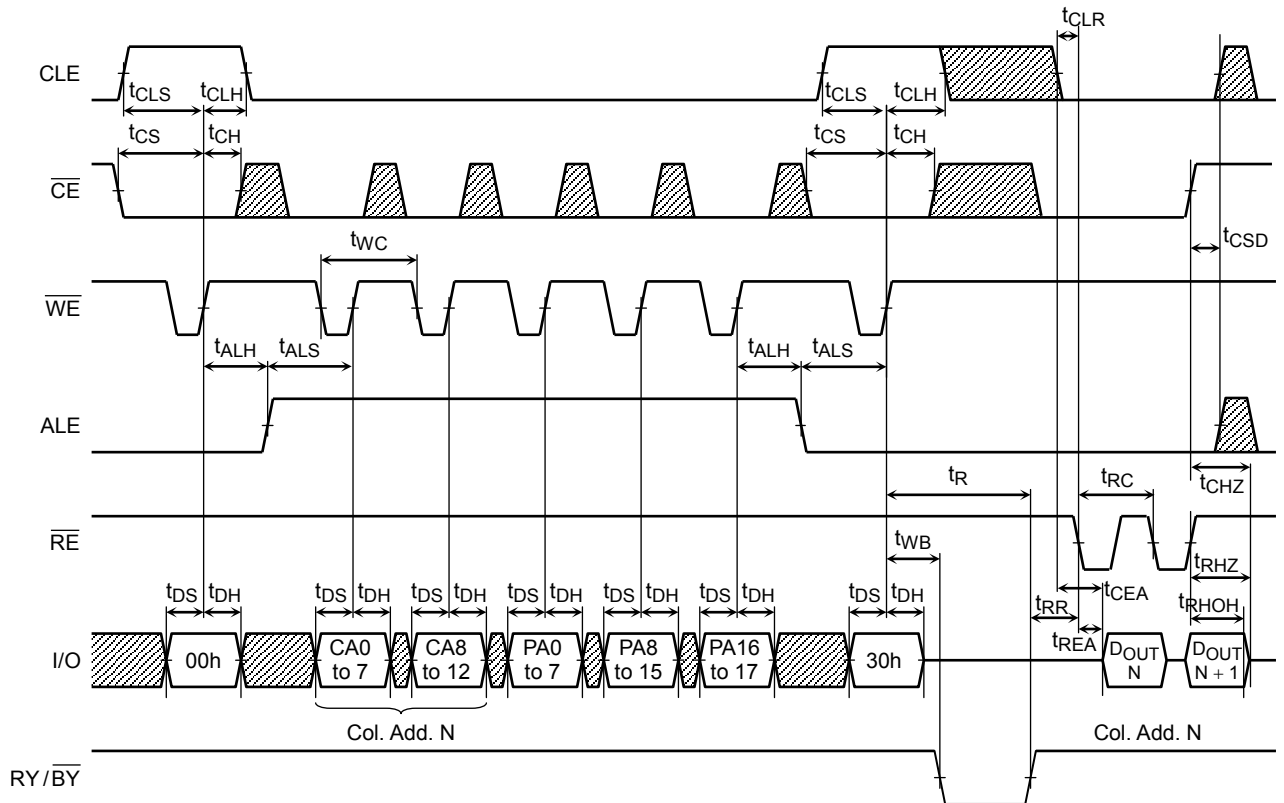 tCLR
CLE
tCLS tCLH tCLS tCLH
tCS tCH tCS tCH
CE
tCSD
tWC
WE
tALH tALS tALH tALS
ALE
tR tRC tCHZ
RE
tWB tRHZ
tDS tDH tDS tDH tDS tDH tDS tDH tDS tDH tDS tDH tDS tDH tCEA
tRR tRHOH
tREA
I/O 00h CA0 to 7 CA8 to 12 PA0 to 7 PA8 to 15 PA16 to 17 30h DOUT N DOUT N + 1
Col. Add. N Col. Add. N
RY/BY